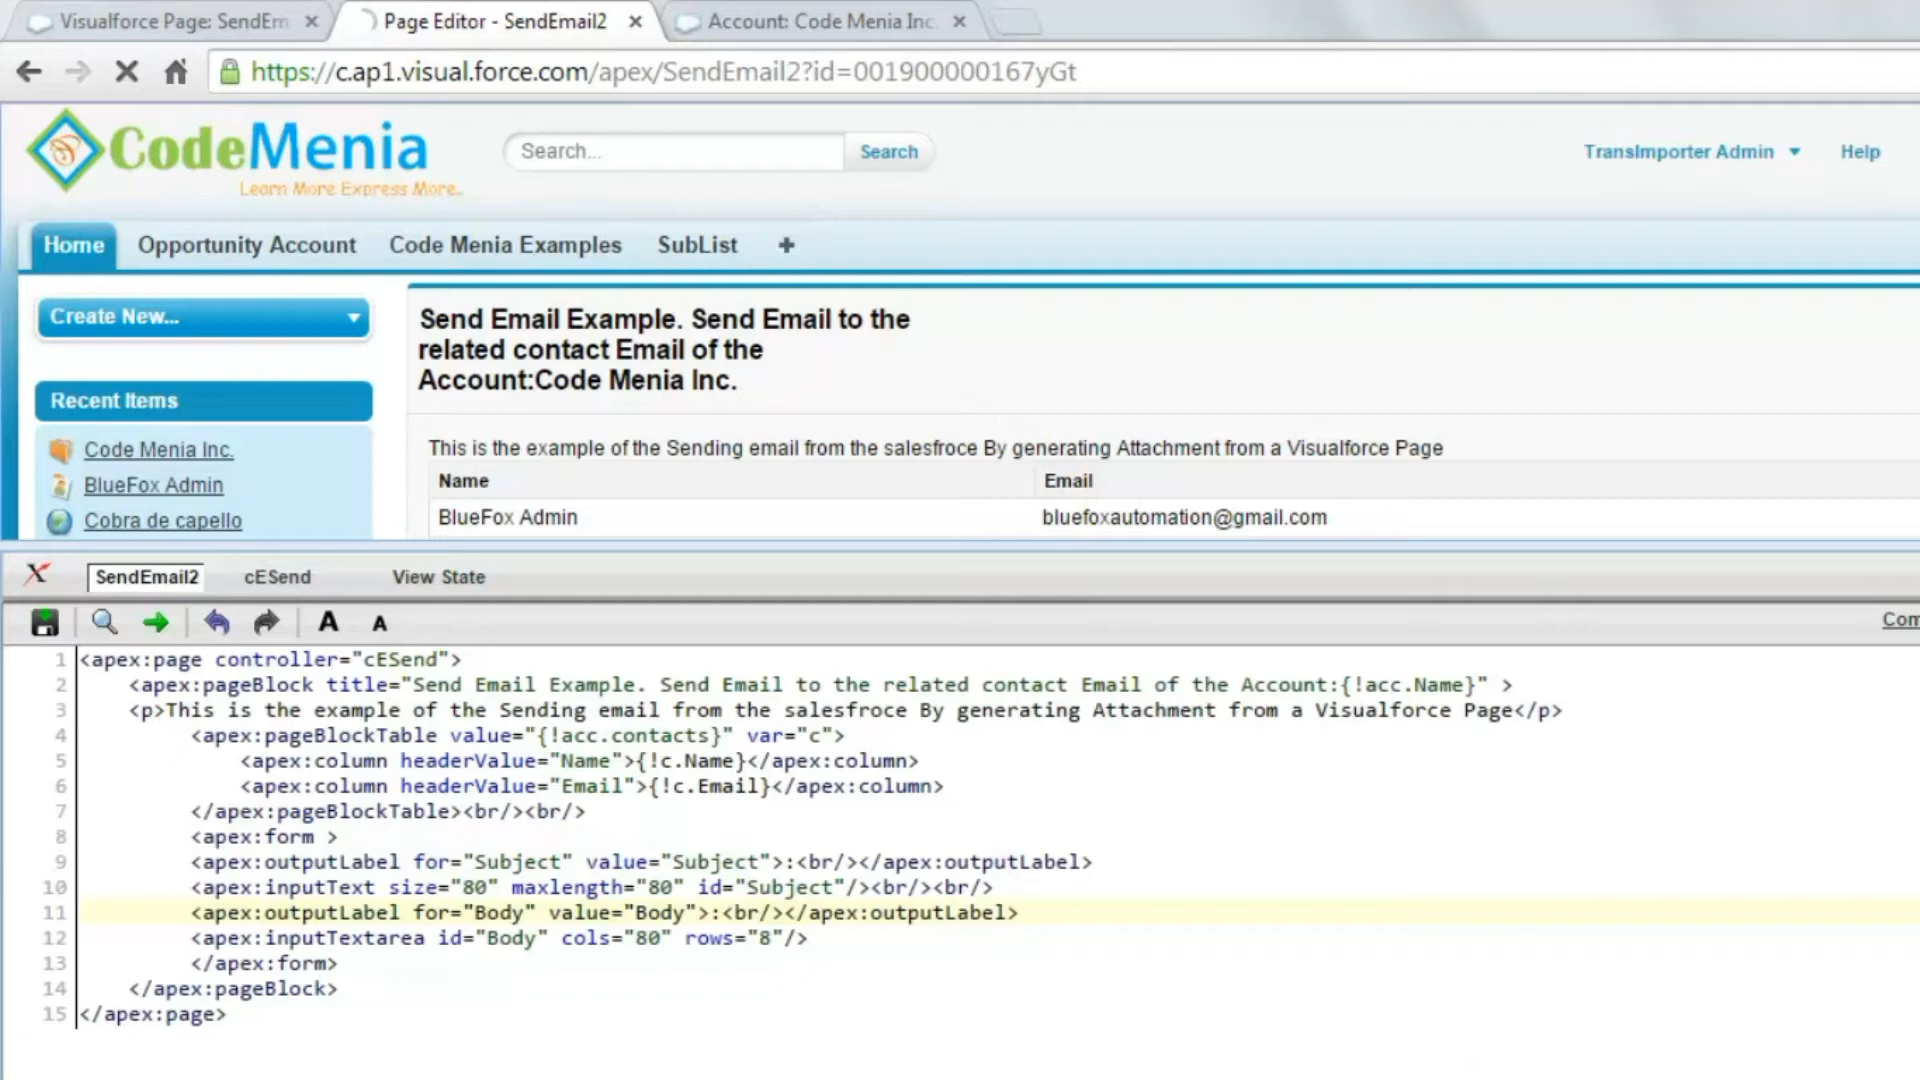 Visualforce Page: SendEm
Page Editor - SendEmail2
Account: Code Menia Inc.
https://c.ap1.visual.force.com/apex/SendEmail2?id=001900000167yGt
CodeMenia
Learn More Express More..
Search...
Search
TransImporter Admin
Help
Home
Opportunity Account
Code Menia Examples
SubList
+
Create New...
Send Email Example. Send Email to the
related contact Email of the
Account:Code Menia Inc.
Recent Items
Code Menia Inc.
BlueFox Admin
Cobra de capello
This is the example of the Sending email from the salesfroce By generating Attachment from a Visualforce Page
Name Email
BlueFox Admin bluefoxautomation@gmail.com
SendEmail2
cESend
View State
A A
Com
1 <apex:page controller="cESend">
2 <apex:pageBlock title="Send Email Example. Send Email to the related contact Email of the Account:{!acc.Name}" >
3 <p>This is the example of the Sending email from the salesfroce By generating Attachment from a Visualforce Page</p>
4 <apex:pageBlockTable value="{!acc.contacts}" var="c">
5 <apex:column headerValue="Name">{!c.Name}</apex:column>
6 <apex:column headerValue="Email">{!c.Email}</apex:column>
7 </apex:pageBlockTable><br/><br/>
8 <apex:form >
9 <apex:outputLabel for="Subject" value="Subject">:<br/></apex:outputLabel>
10 <apex:inputText size="80" maxlength="80" id="Subject"/><br/><br/>
11 <apex:outputLabel for="Body" value="Body">:<br/></apex:outputLabel>
12 <apex:inputTextarea id="Body" cols="80" rows="8"/>
13 </apex:form>
14 </apex:pageBlock>
15 </apex:page>